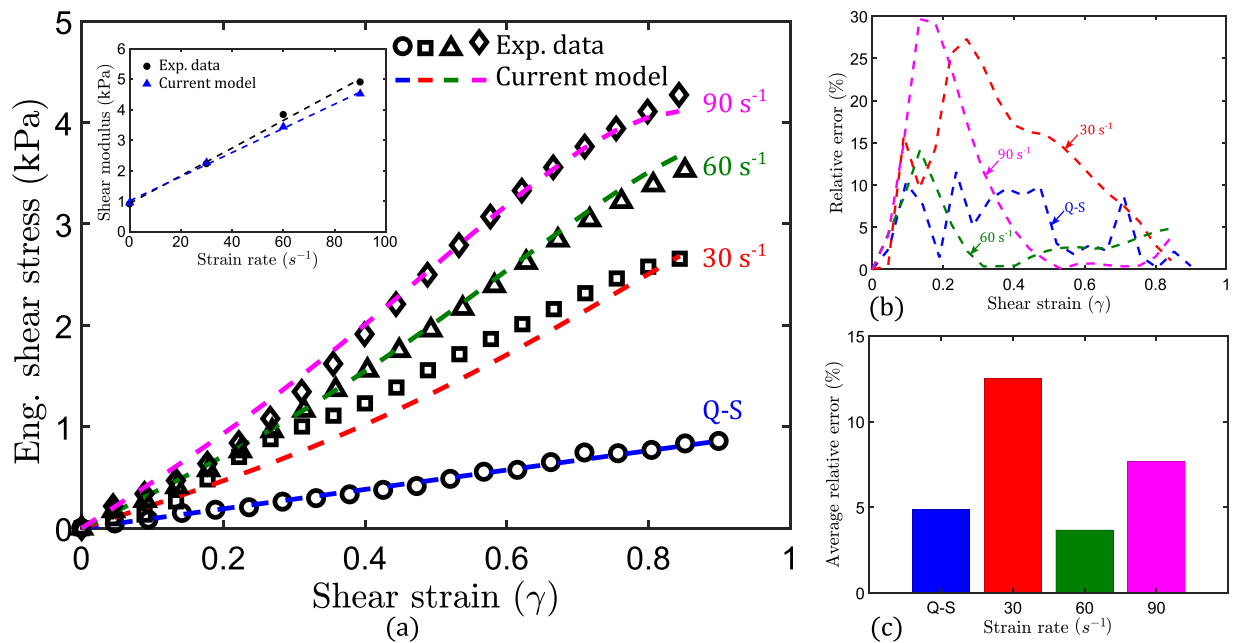 Eng. shear stress (kPa)
5
4
3
2
1
0
0
0.2
0.4
0.6
0.8
1
Shear strain (γ)
(a)
Exp. data
Current model
90 s⁻¹
60 s⁻¹
30 s⁻¹
Q-S
Shear modulus (kPa)
6
5
4
3
2
1
0
0
20
40
60
80
100
Strain rate (s⁻¹)
Exp. data
Current model
Relative error (%)
30
25
20
15
10
5
0
0
0.2
0.4
0.6
0.8
1
Shear strain (γ)
30 s⁻¹
90 s⁻¹
Q-S
60 s⁻¹
(b)
Average relative error (%)
15
10
5
0
Q-S
30
60
90
Strain rate (s⁻¹)
(c)